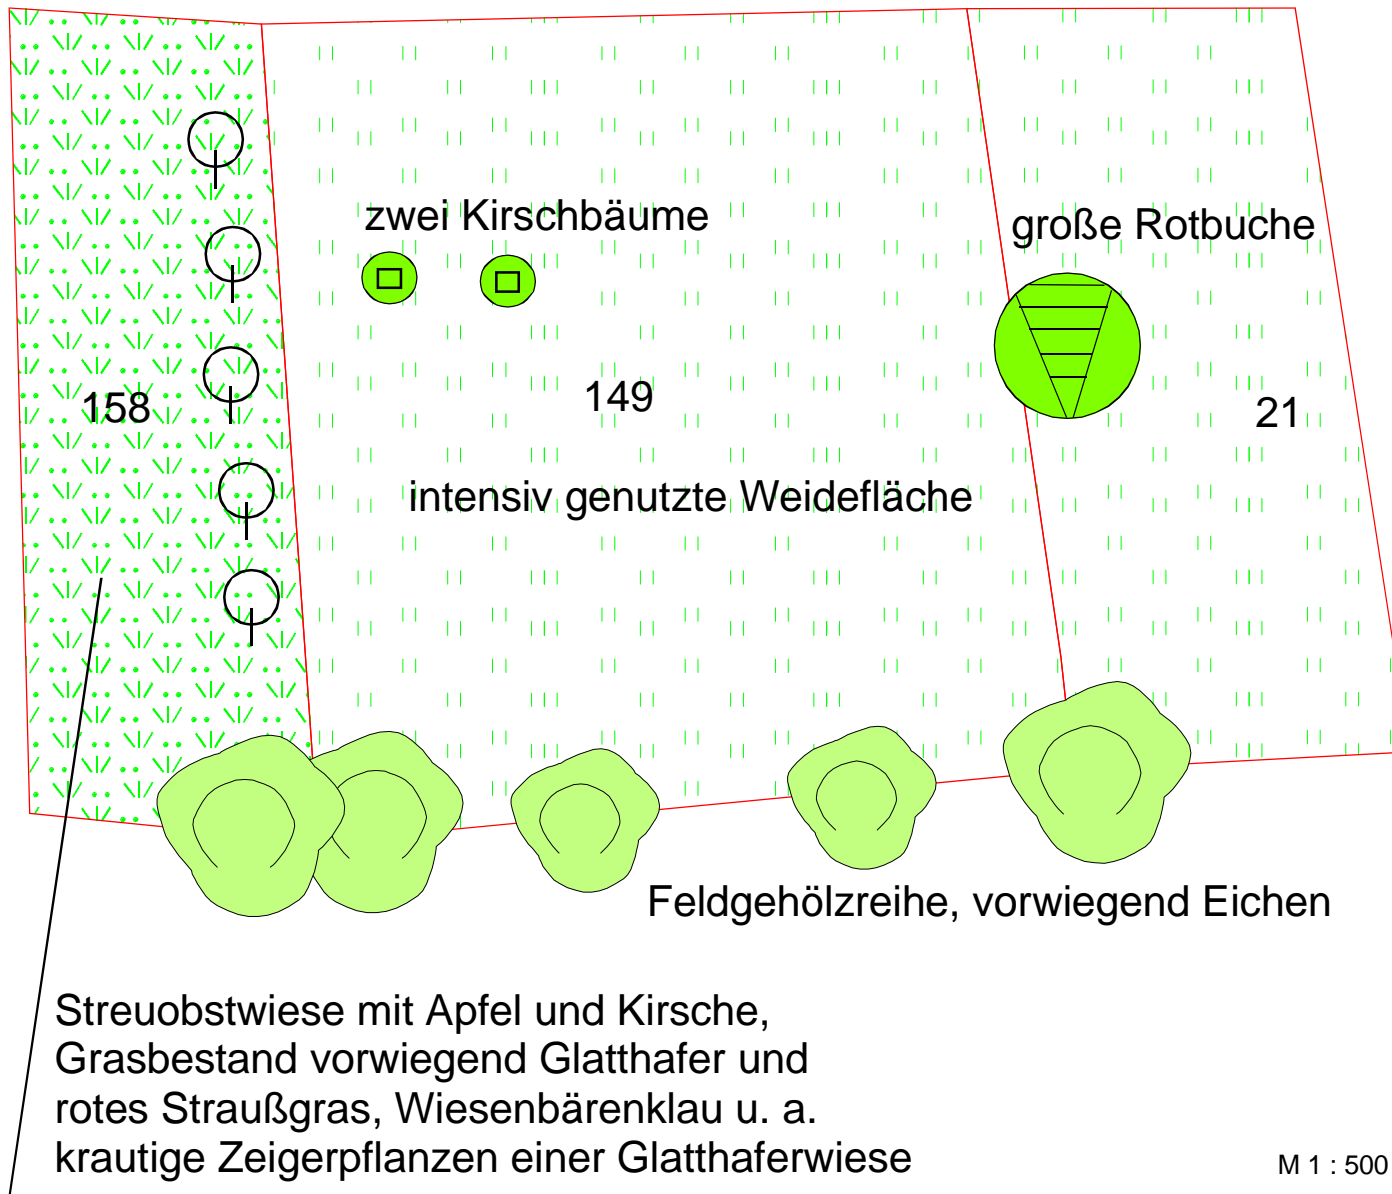 zwei Kirschbäume
große Rotbuche
158
149
21
intensiv genutzte Weidefläche
Feldgehölzreihe, vorwiegend Eichen
Streuobstwiese mit Apfel und Kirsche,
Grasbestand vorwiegend Glatthafer und
rotes Straußgras, Wiesenbärenklau u. a.
krautige Zeigerpflanzen einer Glatthaferwiese
M 1 : 500